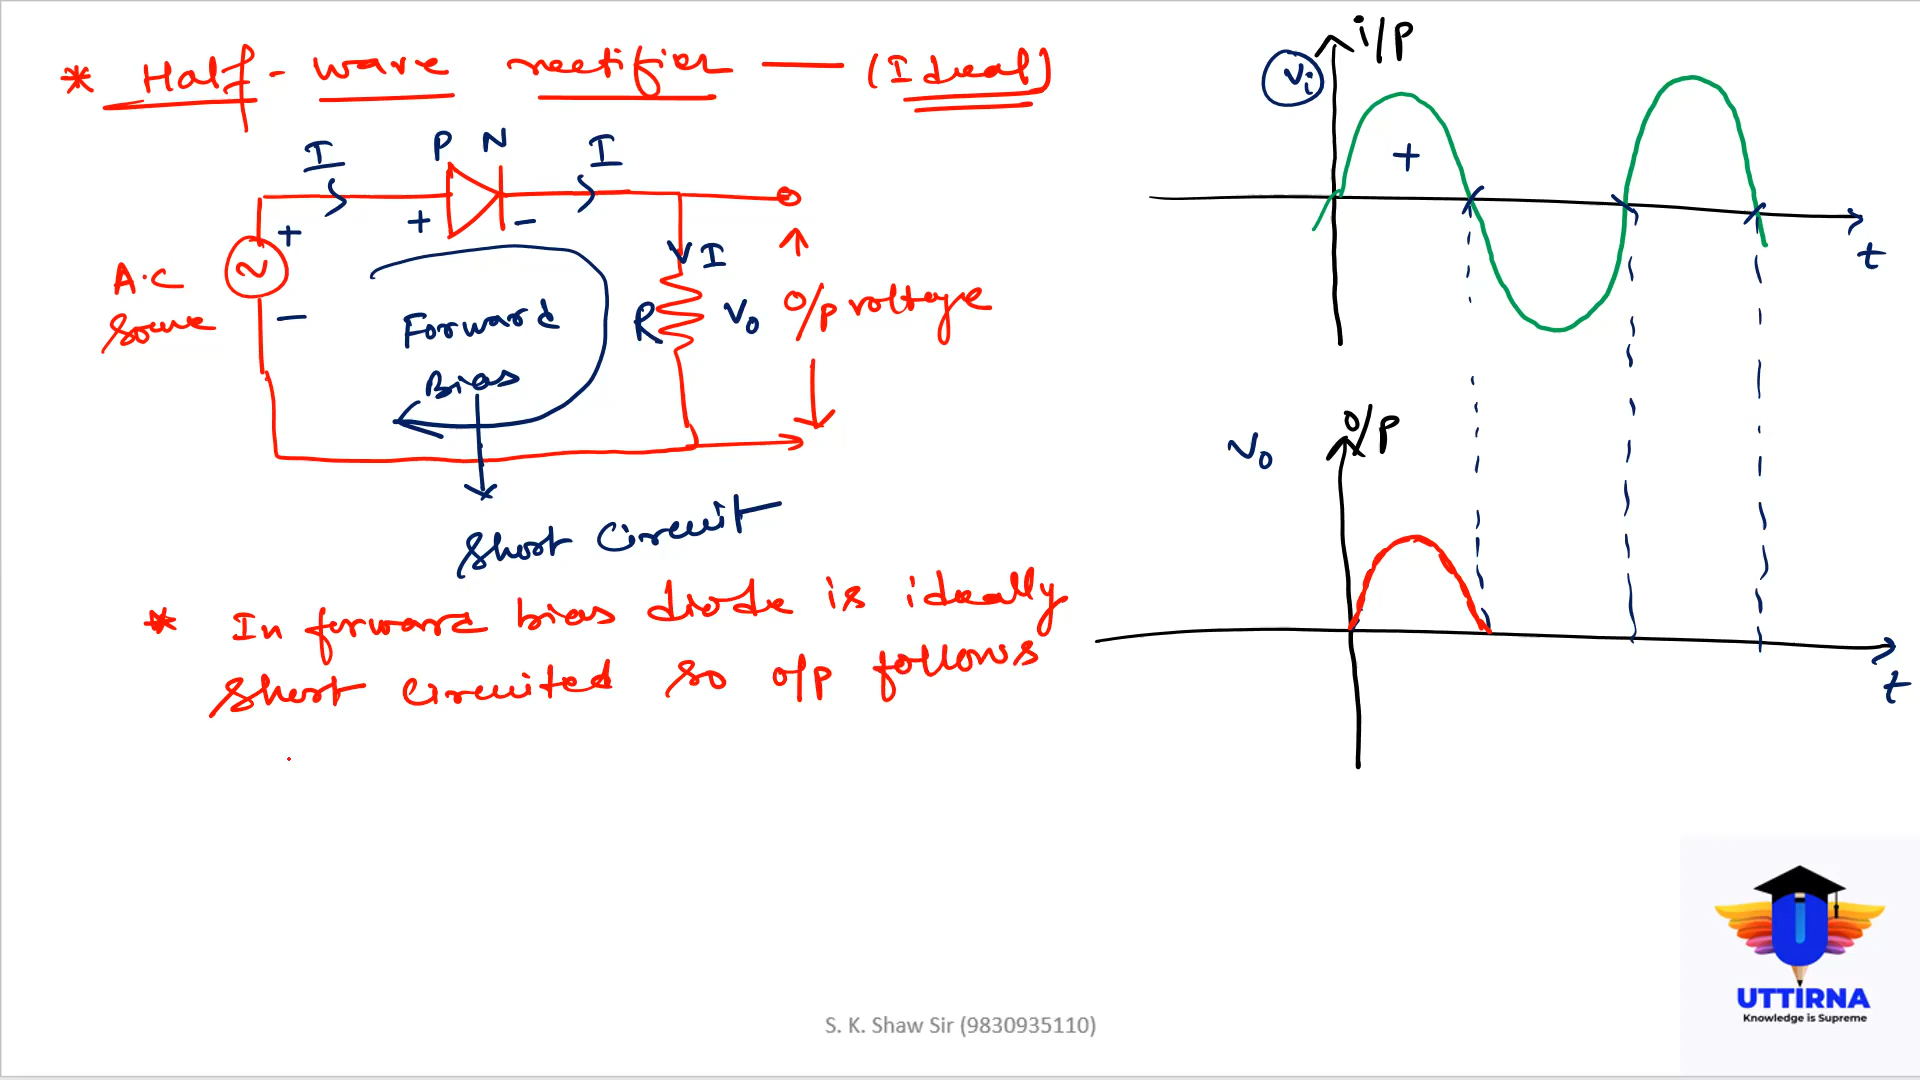 * Half-wave rectifier — (Ideal)
I
P N
I
+ -
+
A.C
Source
-
Forward
Bias
I
R
Vo
O/p voltage
Short Circuit
* In forward bias diode is ideally
short circuited so o/p follows
Vi
i/p
+
t
Vo
o/p
t
S. K. Shaw Sir (9830935110)
UTTIRNA
Knowledge is Supreme